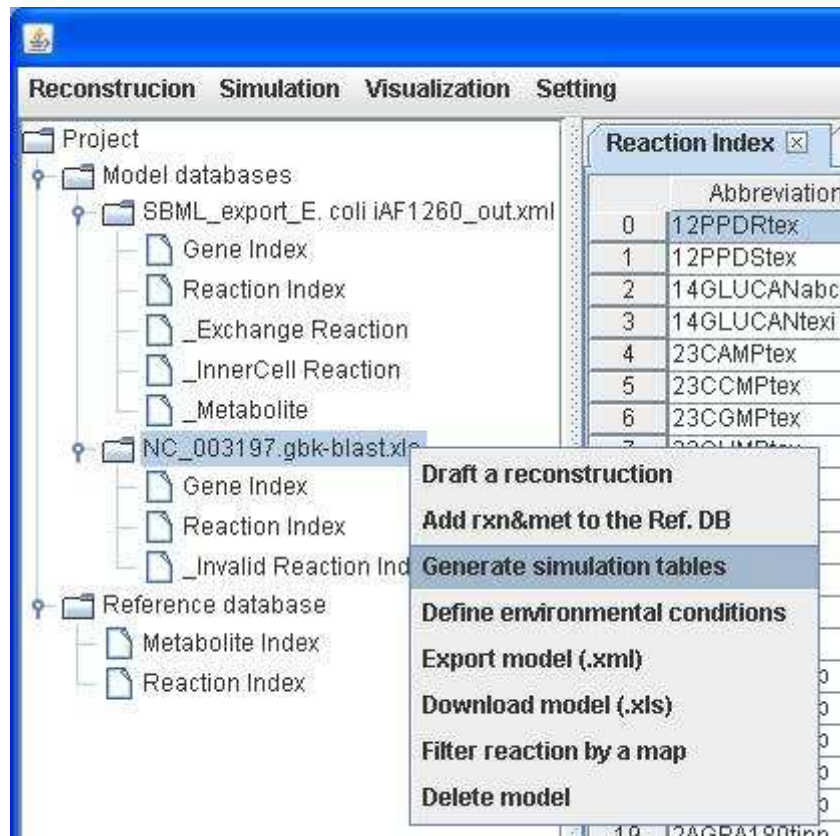 Reconstrucion Simulation Visualization Setting
Project
Model databases
SBML_export_E. coli iAF1260_out.xml
Gene Index
Reaction Index
_Exchange Reaction
_InnerCell Reaction
_Metabolite
NC_003197.gbk-blast.xls
Gene Index
Reaction Index
_Invalid Reaction Ind
Reference database
Metabolite Index
Reaction Index
Reaction Index
Abbreviation
0 12PPDRtex
1 12PPDStex
2 14GLUCANabc
3 14GLUCANtexi
4 23CAMPtex
5 23CCMPtex
6 23CGMPtex
7
Draft a reconstruction
Add rxn&met to the Ref. DB
Generate simulation tables
Define environmental conditions
Export model (.xml)
Download model (.xls)
Filter reaction by a map
Delete model
19